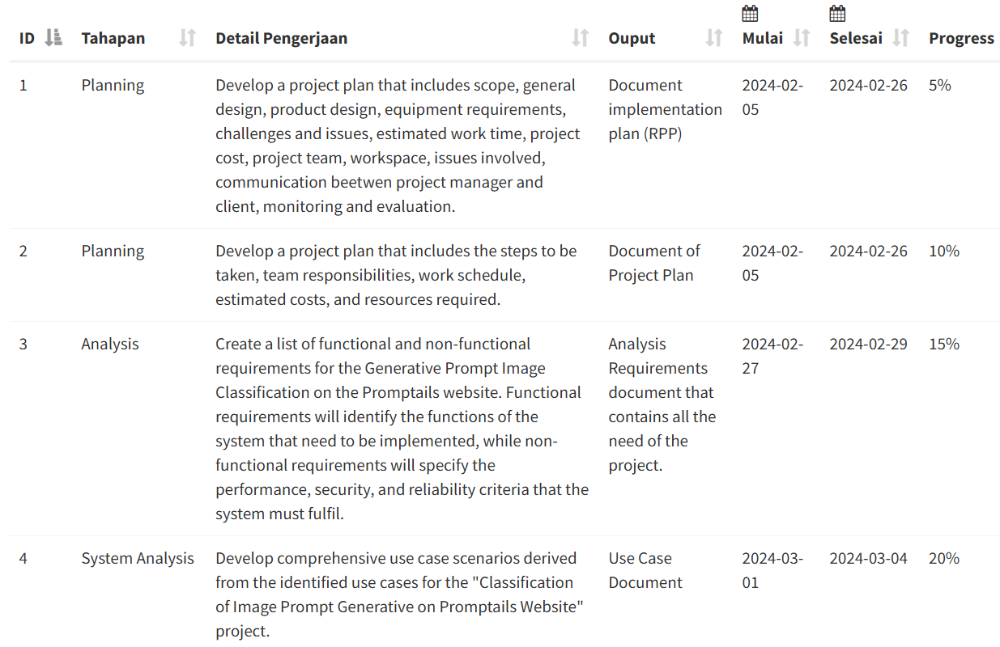 ID Tahapan Detail Pengerjaan Ouput Mulai Selesai Progress
1 Planning Develop a project plan that includes scope, general Document 2024-02- 2024-02-26 5%
design, product design, equipment requirements, implementation 05
challenges and issues, estimated work time, project plan (RPP)
cost, project team, workspace, issues involved,
communication beetwen project manager and
client, monitoring and evaluation.
2 Planning Develop a project plan that includes the steps to be Document of 2024-02- 2024-02-26 10%
taken, team responsibilities, work schedule, Project Plan 05
estimated costs, and resources required.
3 Analysis Create a list of functional and non-functional Analysis 2024-02- 2024-02-29 15%
requirements for the Generative Prompt Image Requirements 27
Classification on the Promptails website. Functional document that
requirements will identify the functions of the contains all the
system that need to be implemented, while non- need of the
functional requirements will specify the project.
performance, security, and reliability criteria that the
system must fulfil.
4 System Analysis Develop comprehensive use case scenarios derived Use Case 2024-03- 2024-03-04 20%
from the identified use cases for the "Classification Document 01
of Image Prompt Generative on Promptails Website"
project.